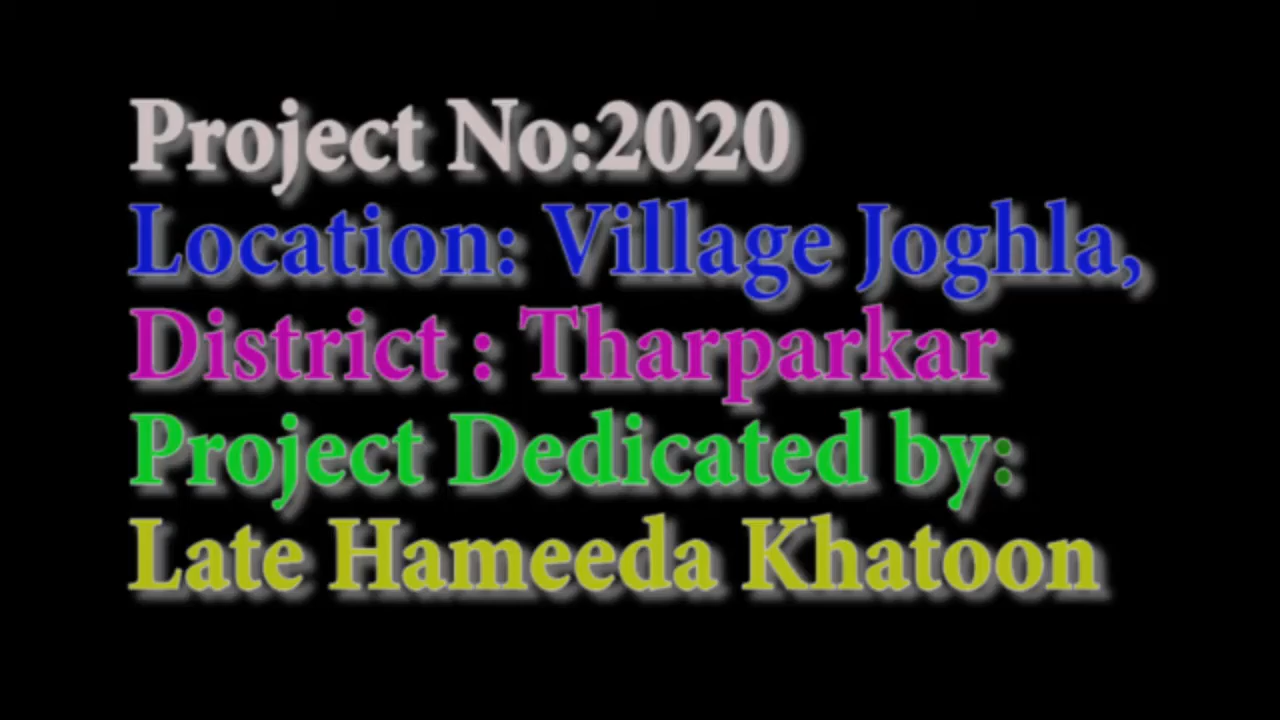 Project No:2020
Location: Village Joghla,
District : Tharparkar
Project Dedicated by:
Late Hameeda Khatoon